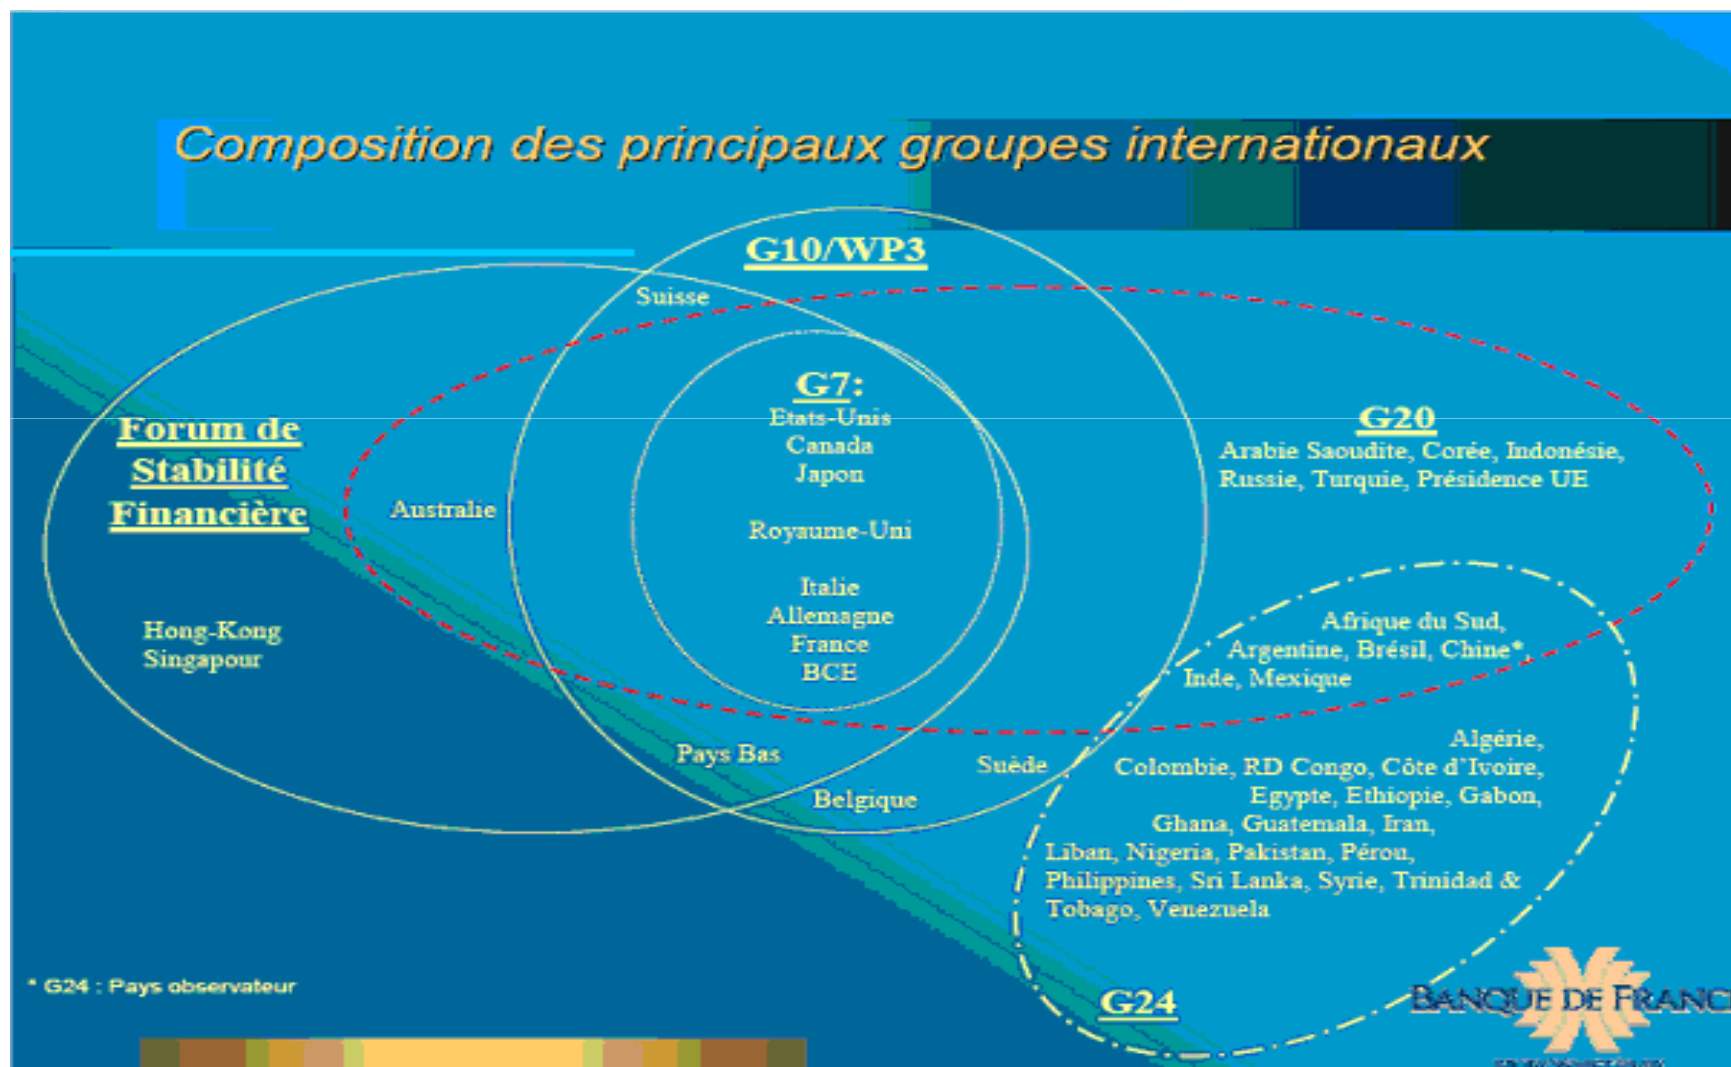 Composition des principaux groupes internationaux
G10/WP3
Suisse
G7:
Etats-Unis
Canada
Japon
Royaume-Uni
Italie
Allemagne
France
BCE
Forum de
Stabilité
Financière
Australie
Hong-Kong
Singapour
G20
Arabie Saoudite, Corée, Indonésie,
Russie, Turquie, Présidence UE
Afrique du Sud,
Argentine, Brésil, Chine*,
Inde, Mexique
Pays Bas
Suède
Belgique
Algérie,
Colombie, RD Congo, Côte d'Ivoire,
Egypte, Ethiopie, Gabon,
Ghana, Guatemala, Iran,
Liban, Nigeria, Pakistan, Pérou,
Philippines, Sri Lanka, Syrie, Trinidad &
Tobago, Venezuela
G24
* G24 : Pays observateur
BANQUE DE FRANC